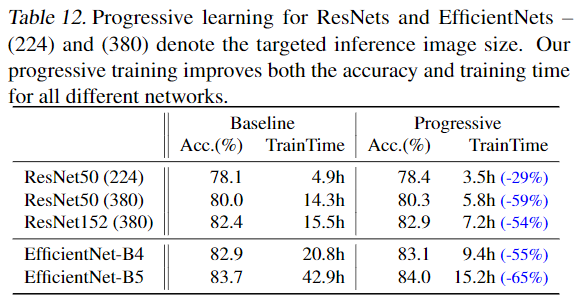 Table 12. Progressive learning for ResNets and EfficientNets –
(224) and (380) denote the targeted inference image size. Our
progressive training improves both the accuracy and training time
for all different networks.
Baseline Progressive
Acc.(%) TrainTime Acc.(%) TrainTime
ResNet50 (224) 78.1 4.9h 78.4 3.5h (-29%)
ResNet50 (380) 80.0 14.3h 80.3 5.8h (-59%)
ResNet152 (380) 82.4 15.5h 82.9 7.2h (-54%)
EfficientNet-B4 82.9 20.8h 83.1 9.4h (-55%)
EfficientNet-B5 83.7 42.9h 84.0 15.2h (-65%)